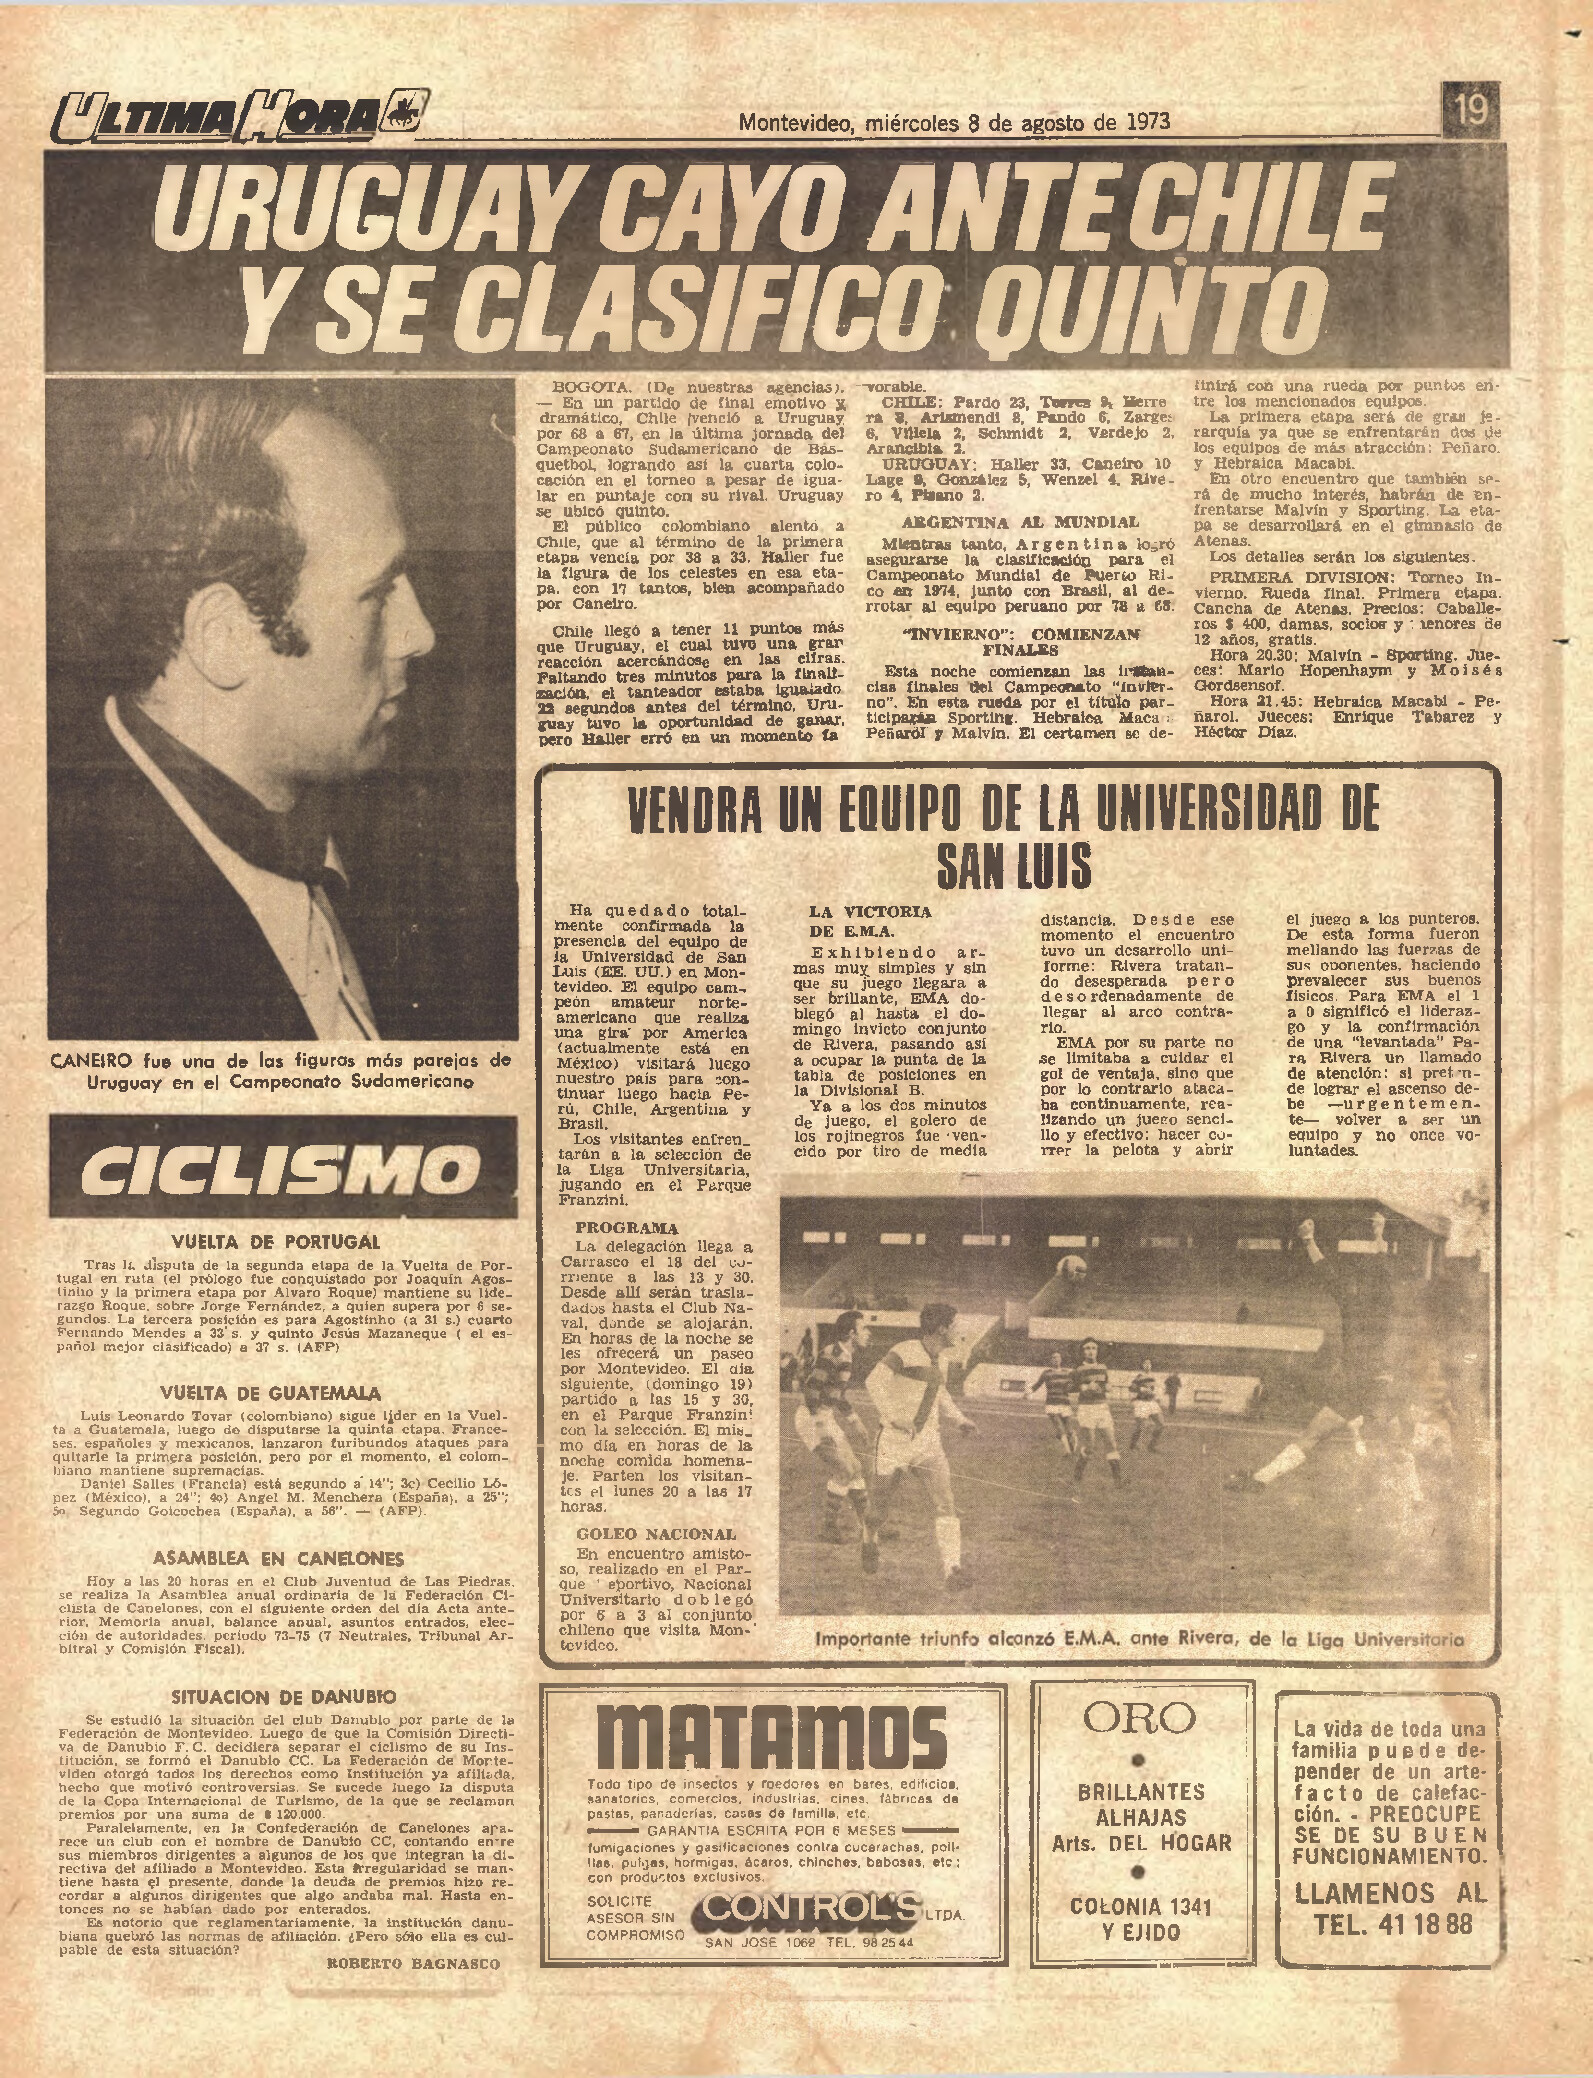 ULTIMA HORA
Montevideo, miércoles 8 de agosto de 1973
19
URUGUAY CAYO ANTE CHILE
Y SE CLASIFICO QUINTO
CANEIRO fue una de las figuras más parejas de
Uruguay en el Campeonato Sudamericano
BOGOTA. (De nuestras agencias).
— En un partido de final emotivo y
dramático, Chile venció a Uruguay
por 68 a 67, en la última jornada del
Campeonato Sudamericano de Bás-
quetbol, logrando así la cuarta colo-
cación en el torneo a pesar de igua-
lar en puntaje con su rival. Uruguay
se ubicó quinto.
El público colombiano alentó a
Chile, que al término de la primera
etapa vencía por 38 a 33. Haller fue
la figura de los celestes en esa eta-
pa, con 17 tantos, bien acompañado
por Caneiro.
Chile llegó a tener 11 puntos más
que Uruguay, el cual tuvo una gran
reacción acercándose en las cifras.
Faltando tres minutos para la finali-
zación, el tanteador estaba igualado
22 segundos antes del término, Uru-
guay tuvo la oportunidad de ganar,
pero Haller erró en un momento fa
vorable.
CHILE: Pardo 23, Torres 9, Herre
ra 8, Arismendi 8, Pando 6, Zarges
6, Villela 2, Schmidt 2, Verdejo 2,
Arancibia 2.
URUGUAY: Haller 33, Caneiro 10
Lage 9, González 5, Wenzel 4, Rive-
ro 4, Pisano 2.
ARGENTINA AL MUNDIAL
Mientras tanto, Argentina logró
asegurarse la clasificación para el
Campeonato Mundial de Puerto Ri-
co en 1974, junto con Brasil, al de-
rrotar al equipo peruano por 78 a 68.
"INVIERNO": COMIENZAN
FINALES
Esta noche comienzan las instan-
cias finales del Campeonato "Invier-
no". En esta rueda por el título par-
ticiparán Sporting, Hebraica Maca
Peñarol y Malvín. El certamen se de-
finirá con una rueda por puntos en-
tre los mencionados equipos.
La primera etapa será de gran je-
rarquía ya que se enfrentarán dos de
los equipos de más atracción: Peñaro.
y Hebraica Macabi.
En otro encuentro que también se-
rá de mucho interés, habrán de en-
frentarse Malvín y Sporting. La eta-
pa se desarrollará en el gimnasio de
Atenas.
Los detalles serán los siguientes.
PRIMERA DIVISION: Torneo In-
vierno. Rueda final. Primera etapa.
Cancha de Atenas. Precios: Caballe-
ros $ 400, damas, socios y menores de
12 años, gratis.
Hora 20.30: Malvín - Sporting. Jue-
ces: Mario Hopenhaym y Moisés
Gordsensof.
Hora 21.45: Hebraica Macabi - Pe-
ñarol. Jueces: Enrique Tabarez y
Héctor Díaz.
VENDRA UN EQUIPO DE LA UNIVERSIDAD DE
SAN LUIS
Ha quedado total-
mente confirmada la
presencia del equipo de
la Universidad de San
Luis (EE. UU.) en Mon-
tevideo. El equipo cam-
peón amateur norte-
americano que realiza
una gira por América
(actualmente está en
México) visitará luego
nuestro país para con-
tinuar luego hacia Pe-
rú, Chile, Argentina y
Brasil.
Los visitantes enfren_
tarán a la selección de
la Liga Universitaria,
jugando en el Parque
Franzini.
PROGRAMA
La delegación llega a
Carrasco el 18 del co-
rriente a las 13 y 30.
Desde allí serán trasla-
dados hasta el Club Na-
val, donde se alojarán.
En horas de la noche se
les ofrecerá un paseo
por Montevideo. El día
siguiente, (domingo 19)
partido a las 15 y 30,
en el Parque Franzini
con la selección. El mis_
mo día en horas de la
noche comida homena-
je. Parten los visitan-
tes el lunes 20 a las 17
horas.
GOLEO NACIONAL
En encuentro amisto-
so, realizado en el Par-
que eportivo, Nacional
Universitario doblegó
por 6 a 3 al conjunto
chileno que visita Mon-
tevideo.
LA VICTORIA
DE E.M.A.
Exhibiendo ar-
mas muy simples y sin
que su juego llegara a
ser brillante, EMA do-
blegó al hasta el do-
mingo invicto conjunto
de Rivera, pasando así
a ocupar la punta de la
tabla de posiciones en
la Divisional B.
Ya a los dos minutos
de juego, el golero de
los rojinegros fue ven-
cido por tiro de media
distancia. Desde ese
momento el encuentro
tuvo un desarrollo uni-
forme: Rivera tratan-
do desesperada pero
desordenadamente de
llegar al arco contra-
rio.
EMA por su parte no
se limitaba a cuidar el
gol de ventaja, sino que
por lo contrario ataca-
ba continuamente, rea-
lizando un juego senci-
llo y efectivo: hacer co-
rrer la pelota y abrir
el juego a los punteros.
De esta forma fueron
mellando las fuerzas de
sus oponentes, haciendo
prevalecer sus buenos
físicos. Para EMA el 1
a 0 significó el lideraz-
go y la confirmación
de una "levantada" Pa-
ra Rivera un llamado
de atención: si preten-
de lograr el ascenso de-
be —urgentemen-
te— volver a ser un
equipo y no once vo-
luntades.
Importante triunfo alcanzó E.M.A. ante Rivera, de la Liga Universitaria
CICLISMO
VUELTA DE PORTUGAL
Tras la disputa de la segunda etapa de la Vuelta de Por-
tugal en ruta (el prólogo fue conquistado por Joaquín Agos-
tinho y la primera etapa por Alvaro Roque) mantiene su lide-
razgo Roque, sobre Jorge Fernández, a quien supera por 6 se-
gundos. La tercera posición es para Agostinho (a 31 s.) cuarto
Fernando Mendes a 33 s. y quinto Jesús Mazaneque ( el es-
pañol mejor clasificado) a 37 s. (AFP)
VUELTA DE GUATEMALA
Luis Leonardo Tovar (colombiano) sigue líder en la Vuel-
ta a Guatemala, luego de disputarse la quinta etapa. France-
ses, españoles y mexicanos, lanzaron furibundos ataques para
quitarle la primera posición, pero por el momento, el colom-
biano mantiene supremacías.
Daniel Salles (Francia) está segundo a 14"; 3o) Cecilio Ló-
pez (México), a 24"; 4o) Angel M. Menchera (España), a 25";
5o, Segundo Goicochea (España), a 56". — (AFP).
ASAMBLEA EN CANELONES
Hoy a las 20 horas en el Club Juventud de Las Piedras,
se realiza la Asamblea anual ordinaria de la Federación Ci-
clista de Canelones, con el siguiente orden del día Acta ante-
rior, Memoria anual, balance anual, asuntos entrados, elec-
ción de autoridades, período 73-75 (7 Neutrales, Tribunal Ar-
bitral y Comisión Fiscal).
SITUACION DE DANUBIO
Se estudió la situación del club Danubio por parte de la
Federación de Montevideo. Luego de que la Comisión Directi-
va de Danubio F. C. decidiera separar el ciclismo de su Ins-
titución, se formó el Danubio CC. La Federación de Monte-
video otorgó todos los derechos como Institución ya afiliada,
hecho que motivó controversias. Se sucede luego la disputa
de la Copa Internacional de Turismo, de la que se reclaman
premios por una suma de $ 120.000.
Paralelamente, en la Confederación de Canelones apa-
rece un club con el nombre de Danubio CC, contando entre
sus miembros dirigentes a algunos de los que integran la di-
rectiva del afiliado a Montevideo. Esta irregularidad se man-
tiene hasta el presente, donde la deuda de premios hizo re-
cordar a algunos dirigentes que algo andaba mal. Hasta en-
tonces no se habían dado por enterados.
Es notorio que reglamentariamente, la institución danu-
biana quebró las normas de afiliación. ¿Pero sólo ella es cul-
pable de esta situación?
ROBERTO BAGNASCO
MATAMOS
Todo tipo de insectos y roedores en bares, edificios,
sanatorios, comercios, industrias, cines, fábricas de
pastas, panaderías, casas de familia, etc.
GARANTIA ESCRITA POR 6 MESES
fumigaciones y gasificaciones contra cucarachas, poli-
llas, pulgas, hormigas, ácaros, chinches, babosas, etc;
con productos exclusivos.
SOLICITE
ASESOR SIN
COMPROMISO
CONTROL'S LTDA.
SAN JOSE 1062 TEL. 98 25 44
ORO
BRILLANTES
ALHAJAS
Arts. DEL HOGAR
COLONIA 1341
Y EJIDO
La vida de toda una
familia puede de-
pender de un arte-
facto de calefac-
ción. - PREOCUPE
SE DE SU BUEN
FUNCIONAMIENTO.
LLAMENOS AL
TEL. 41 18 88